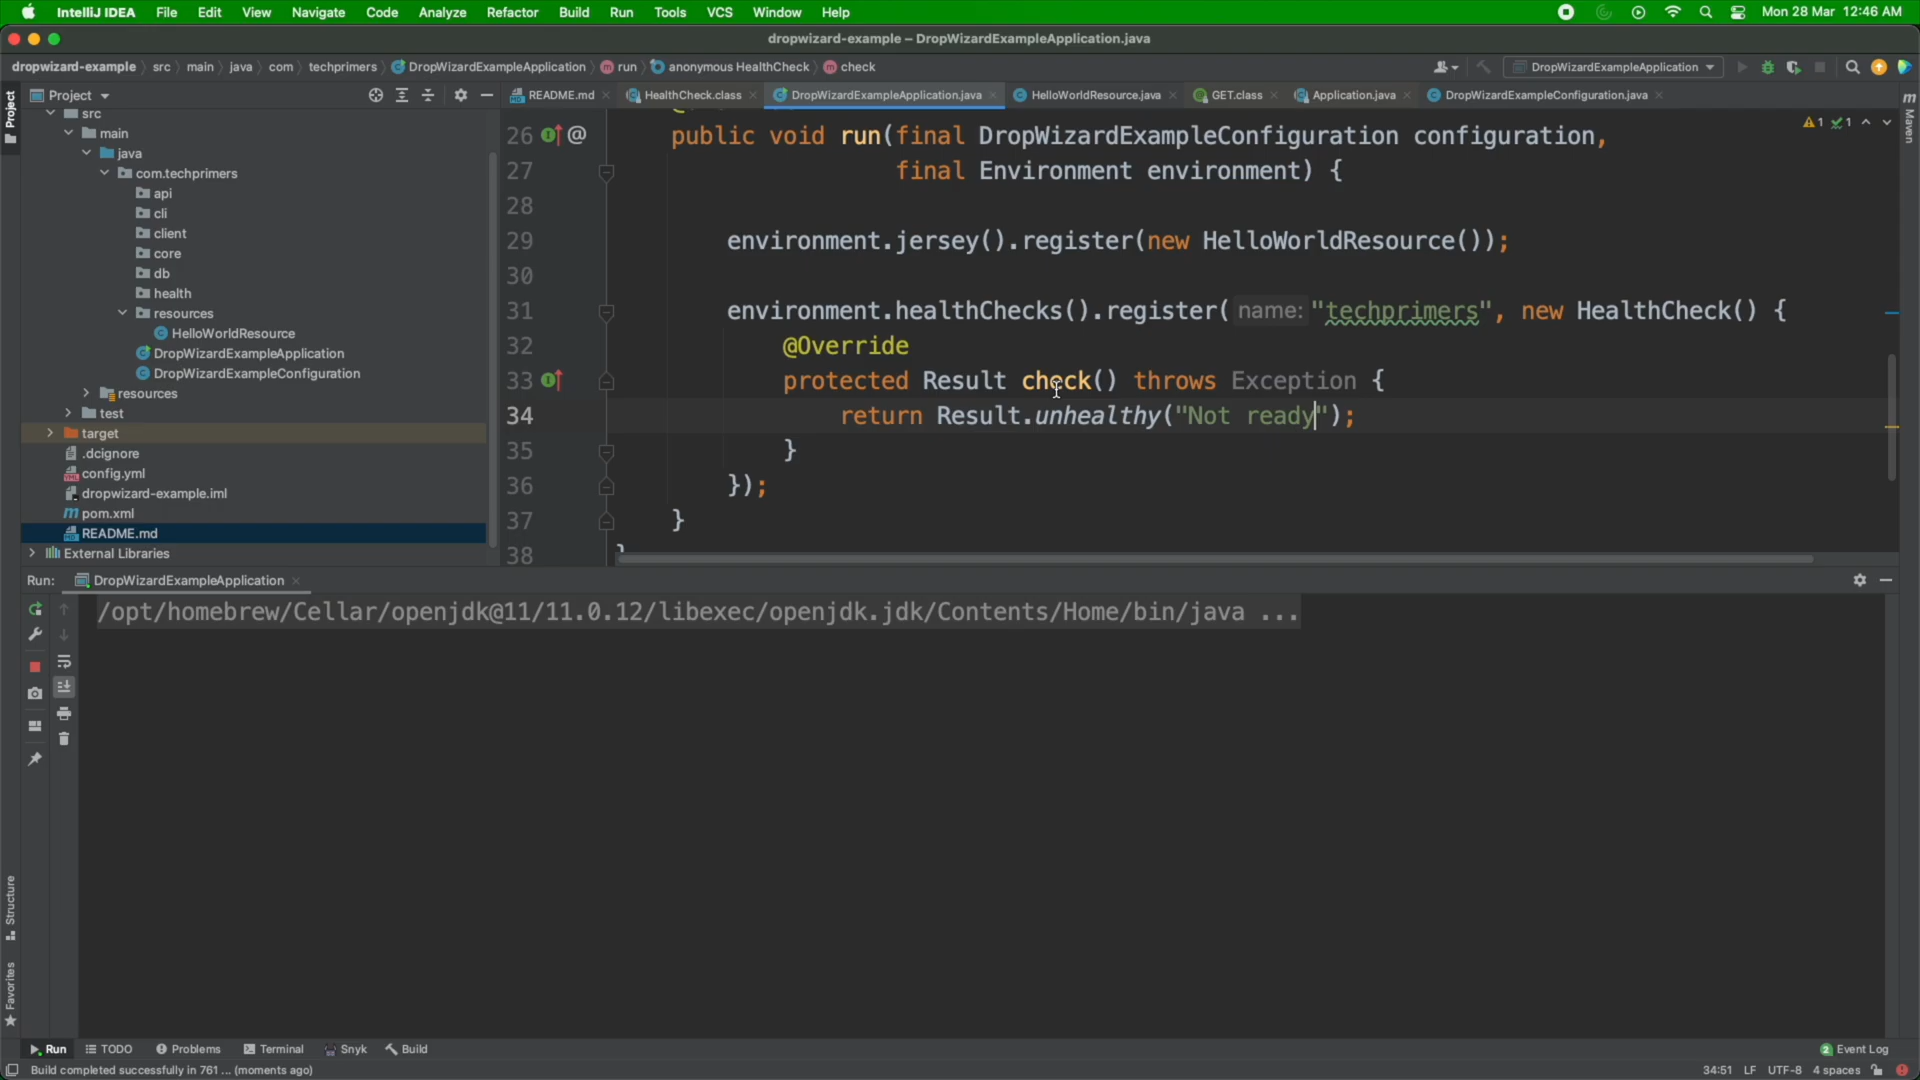 IntelliJ IDEA File Edit View Navigate Code Analyze Refactor Build Run Tools VCS Window Help Mon 28 Mar 12:46 AM
dropwizard-example – DropWizardExampleApplication.java
dropwizard-example src main java com techprimers DropWizardExampleApplication run anonymous HealthCheck check DropWizardExampleApplication
Project README.md HealthCheck.class DropWizardExampleApplication.java HelloWorldResource.java GET.class Application.java DropWizardExampleConfiguration.java
Project
Maven
src
main
java
com.techprimers
api
cli
client
core
db
health
resources
HelloWorldResource
DropWizardExampleApplication
DropWizardExampleConfiguration
resources
test
target
.dcignore
config.yml
dropwizard-example.iml
pom.xml
README.md
External Libraries
1 1
26 public void run(final DropWizardExampleConfiguration configuration,
27 final Environment environment) {
28
29 environment.jersey().register(new HelloWorldResource());
30
31 environment.healthChecks().register( name: "techprimers", new HealthCheck() {
32 @Override
33 protected Result check() throws Exception {
34 return Result.unhealthy("Not ready");
35 }
36 });
37 }
38 }
Run: DropWizardExampleApplication
/opt/homebrew/Cellar/openjdk@11/11.0.12/libexec/openjdk.jdk/Contents/Home/bin/java ...
Structure
Favorites
Run TODO Problems Terminal Snyk Build 2 Event Log
Build completed successfully in 761 ... (moments ago) 34:51 LF UTF-8 4 spaces